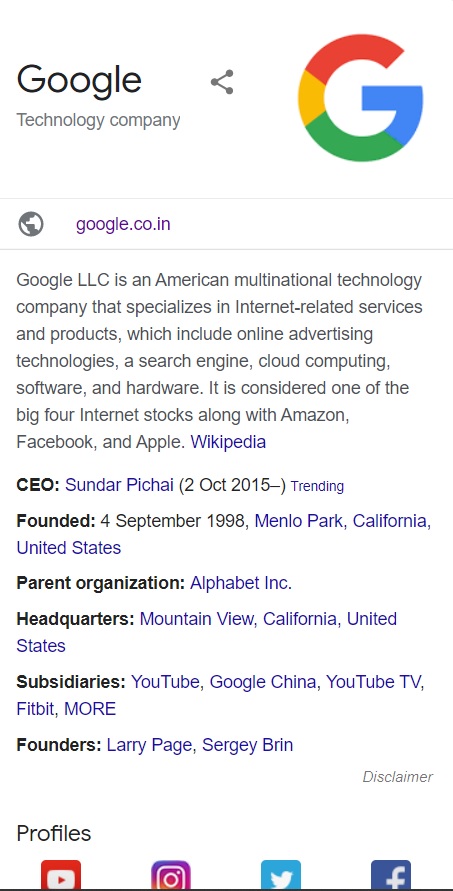 Google
Technology company
google.co.in
Google LLC is an American multinational technology
company that specializes in Internet-related services
and products, which include online advertising
technologies, a search engine, cloud computing,
software, and hardware. It is considered one of the
big four Internet stocks along with Amazon,
Facebook, and Apple. Wikipedia
CEO: Sundar Pichai (2 Oct 2015–) Trending
Founded: 4 September 1998, Menlo Park, California,
United States
Parent organization: Alphabet Inc.
Headquarters: Mountain View, California, United
States
Subsidiaries: YouTube, Google China, YouTube TV,
Fitbit, MORE
Founders: Larry Page, Sergey Brin
Disclaimer
Profiles